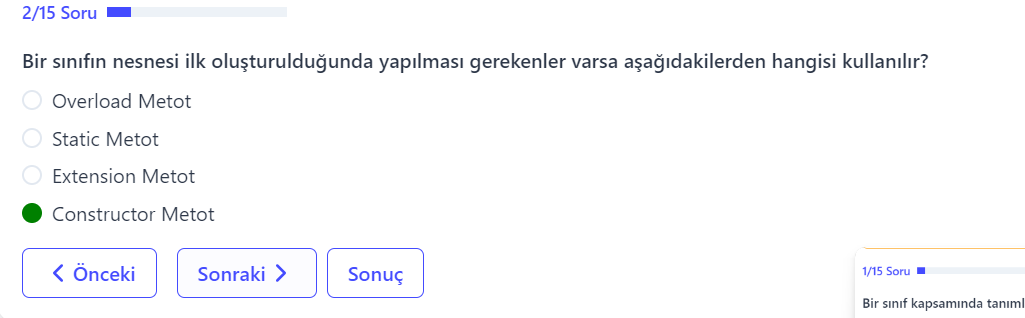 2/15 Soru
Bir sınıfın nesnesi ilk oluşturulduğunda yapılması gerekenler varsa aşağıdakilerden hangisi kullanılır?
Overload Metot
Static Metot
Extension Metot
Constructor Metot
Önceki
Sonraki
Sonuç
1/15 Soru
Bir sınıf kapsamında